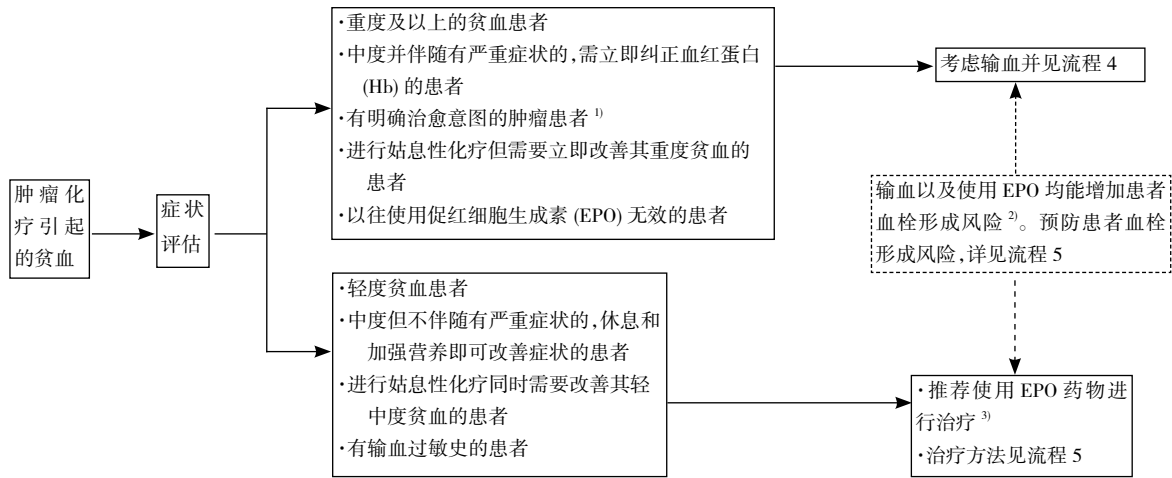 肿瘤化
疗引起
的贫血
症状
评估
·重度及以上的贫血患者
·中度并伴随有严重症状的,需立即纠正血红蛋白
(Hb) 的患者
·有明确治愈意图的肿瘤患者 1)
·进行姑息性化疗但需要立即改善其重度贫血的
患者
·以往使用促红细胞生成素 (EPO) 无效的患者
·轻度贫血患者
·中度但不伴随有严重症状的,休息和
加强营养即可改善症状的患者
·进行姑息性化疗同时需要改善其轻
中度贫血的患者
·有输血过敏史的患者
考虑输血并见流程 4
输血以及使用 EPO 均能增加患者
血栓形成风险 2)。预防患者血栓
形成风险,详见流程 5
·推荐使用 EPO 药物进
行治疗 3)
·治疗方法见流程 5